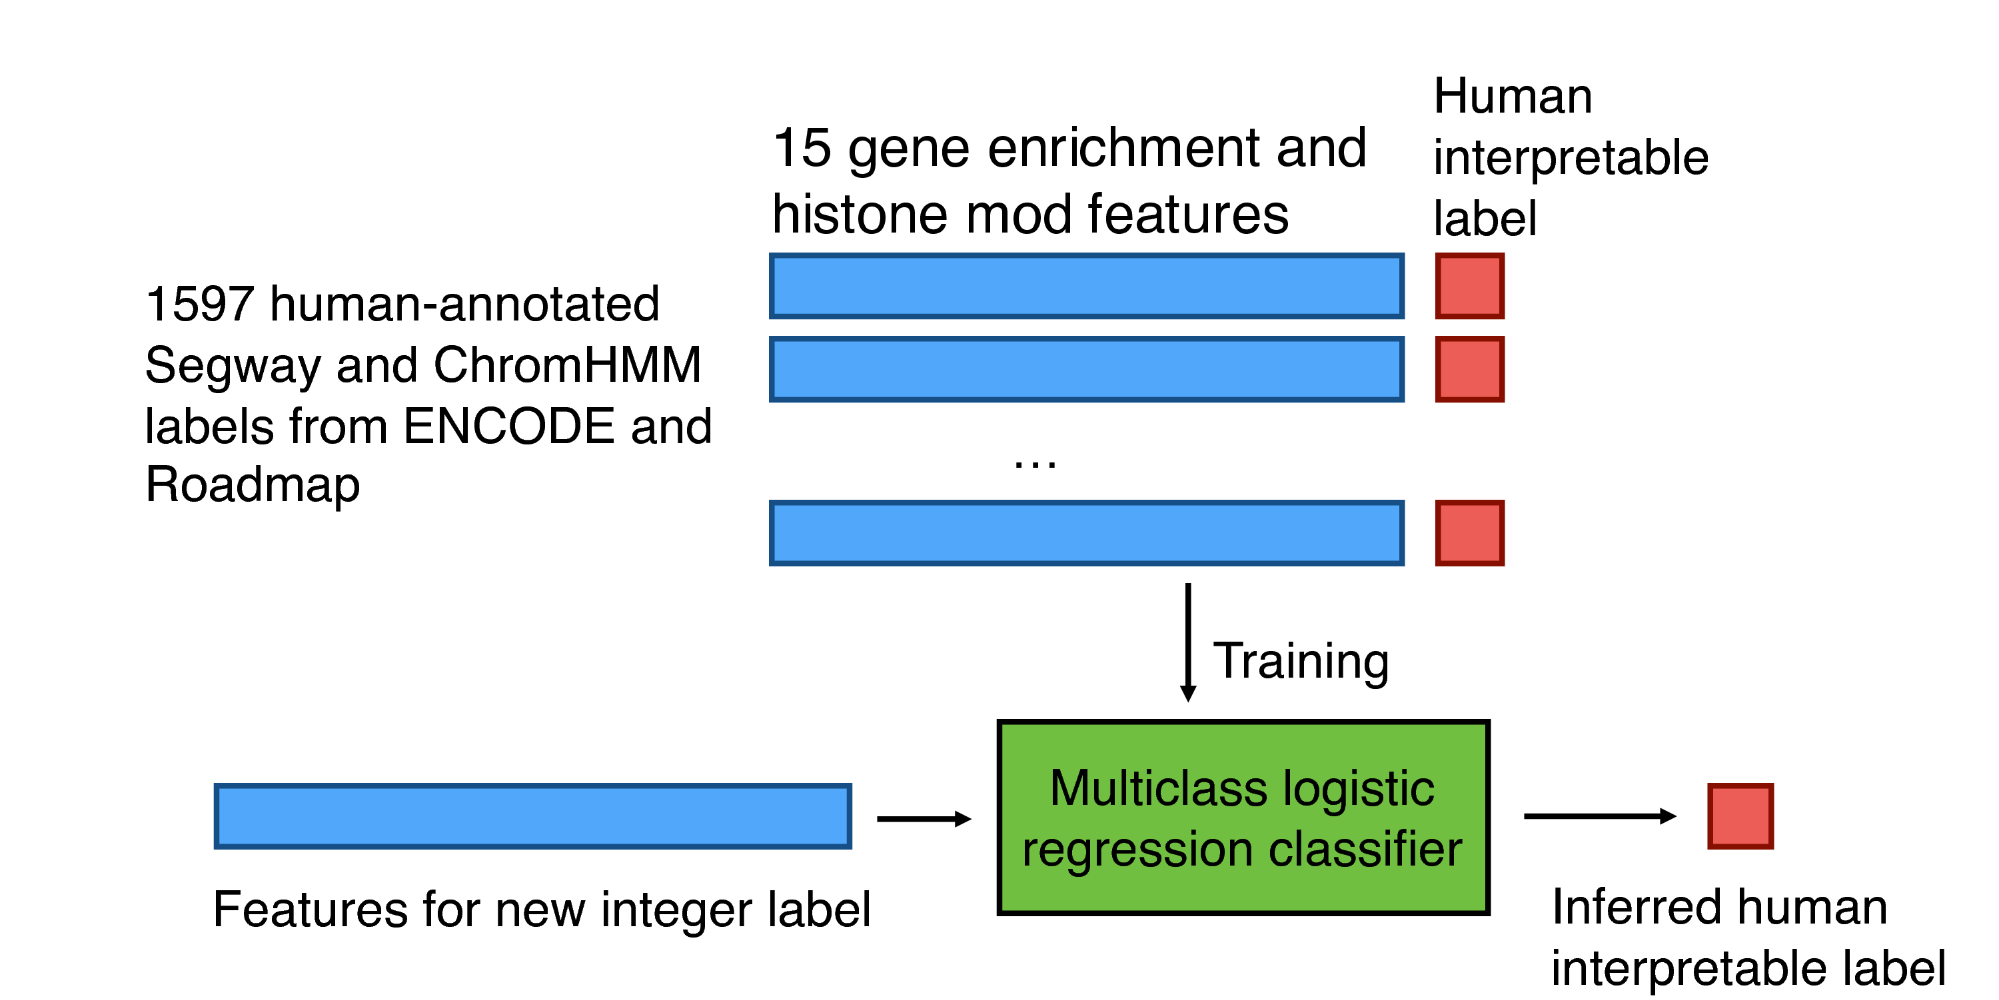 15 gene enrichment and
histone mod features
Human
interpretable
label
1597 human-annotated
Segway and ChromHMM
labels from ENCODE and
Roadmap
...
Training
Multiclass logistic
regression classifier
Features for new integer label
Inferred human
interpretable label